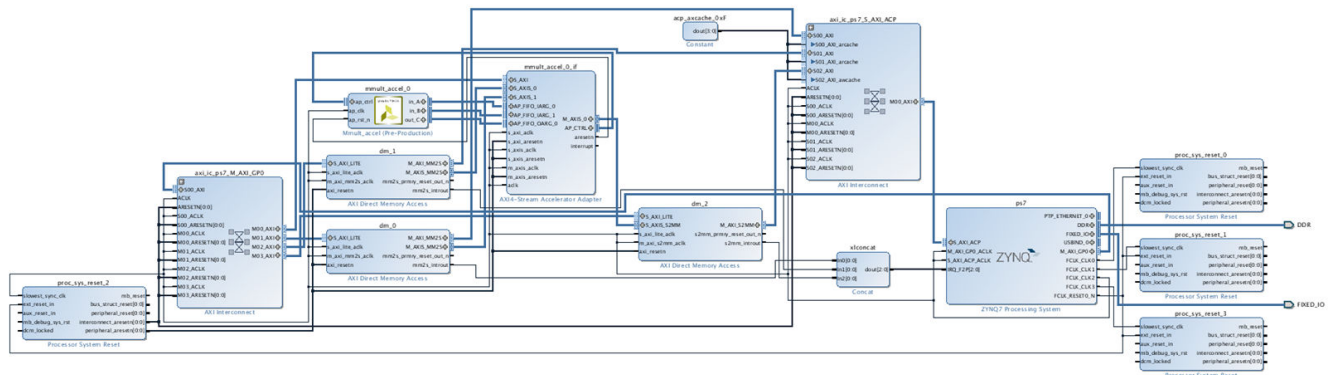 acp_axcache_0xF
dout[3:0]
Constant
axi_ic_ps7_S_AXI_ACP
S00_AXI
S00_AXI_arcache
S01_AXI
S01_AXI_arcache
S02_AXI
S02_AXI_awcache
ACLK
ARESETN[0:0]
S00_ACLK
S00_ARESETN[0:0]
M00_ACLK
M00_ARESETN[0:0]
S01_ACLK
S01_ARESETN[0:0]
S02_ACLK
S02_ARESETN[0:0]
M00_AXI
AXI Interconnect
mmult_accel_0_if
S_AXI
S_AXIS_0
S_AXIS_1
AP_FIFO_IARG_0
AP_FIFO_IARG_1
AP_FIFO_OARG_0
s_axi_aclk
s_axi_aresetn
s_axis_aclk
s_axis_aresetn
m_axis_aclk
m_axis_aresetn
aclk
M_AXIS_0
AP_CTRL
aresetn
interrupt
AXI4-Stream Accelerator Adapter
mmult_accel_0
ap_ctrl
ap_clk
ap_rst_n
in_A
in_B
out_C
Mmult_accel (Pre-Production)
dm_1
S_AXI_LITE
s_axi_lite_aclk
m_axi_mm2s_aclk
axi_resetn
M_AXI_MM2S
M_AXIS_MM2S
mm2s_prmry_reset_out_n
mm2s_introut
AXI Direct Memory Access
axi_ic_ps7_M_AXI_GP0
S00_AXI
ACLK
ARESETN[0:0]
S00_ACLK
S00_ARESETN[0:0]
M00_ACLK
M00_ARESETN[0:0]
M01_ACLK
M01_ARESETN[0:0]
M02_ACLK
M02_ARESETN[0:0]
M03_ACLK
M03_ARESETN[0:0]
M00_AXI
M01_AXI
M02_AXI
M03_AXI
AXI Interconnect
dm_0
S_AXI_LITE
s_axi_lite_aclk
m_axi_mm2s_aclk
axi_resetn
M_AXI_MM2S
M_AXIS_MM2S
mm2s_prmry_reset_out_n
mm2s_introut
AXI Direct Memory Access
dm_2
S_AXI_LITE
S_AXIS_S2MM
s_axi_lite_aclk
m_axi_s2mm_aclk
axi_resetn
M_AXI_S2MM
s2mm_prmry_reset_out_n
s2mm_introut
AXI Direct Memory Access
xlconcat
In0[0:0]
In1[0:0]
In2[0:0]
dout[2:0]
Concat
ps7
S_AXI_ACP
M_AXI_GP0_ACLK
S_AXI_ACP_ACLK
IRQ_F2P[2:0]
ZYNQ
PTP_ETHERNET_0
DDR
FIXED_IO
USBIND_0
M_AXI_GP0
FCLK_CLK0
FCLK_CLK1
FCLK_CLK2
FCLK_CLK3
FCLK_RESET0_N
ZYNQ7 Processing System
proc_sys_reset_0
slowest_sync_clk
ext_reset_in
aux_reset_in
mb_debug_sys_rst
dcm_locked
mb_reset
bus_struct_reset[0:0]
peripheral_reset[0:0]
interconnect_aresetn[0:0]
peripheral_aresetn[0:0]
Processor System Reset
DDR
proc_sys_reset_1
slowest_sync_clk
ext_reset_in
aux_reset_in
mb_debug_sys_rst
dcm_locked
mb_reset
bus_struct_reset[0:0]
peripheral_reset[0:0]
interconnect_aresetn[0:0]
peripheral_aresetn[0:0]
Processor System Reset
FIXED_IO
proc_sys_reset_3
slowest_sync_clk
ext_reset_in
aux_reset_in
mb_debug_sys_rst
dcm_locked
mb_reset
bus_struct_reset[0:0]
peripheral_reset[0:0]
interconnect_aresetn[0:0]
peripheral_aresetn[0:0]
Processor System Reset
proc_sys_reset_2
slowest_sync_clk
ext_reset_in
aux_reset_in
mb_debug_sys_rst
dcm_locked
mb_reset
bus_struct_reset[0:0]
peripheral_reset[0:0]
interconnect_aresetn[0:0]
peripheral_aresetn[0:0]
Processor System Reset